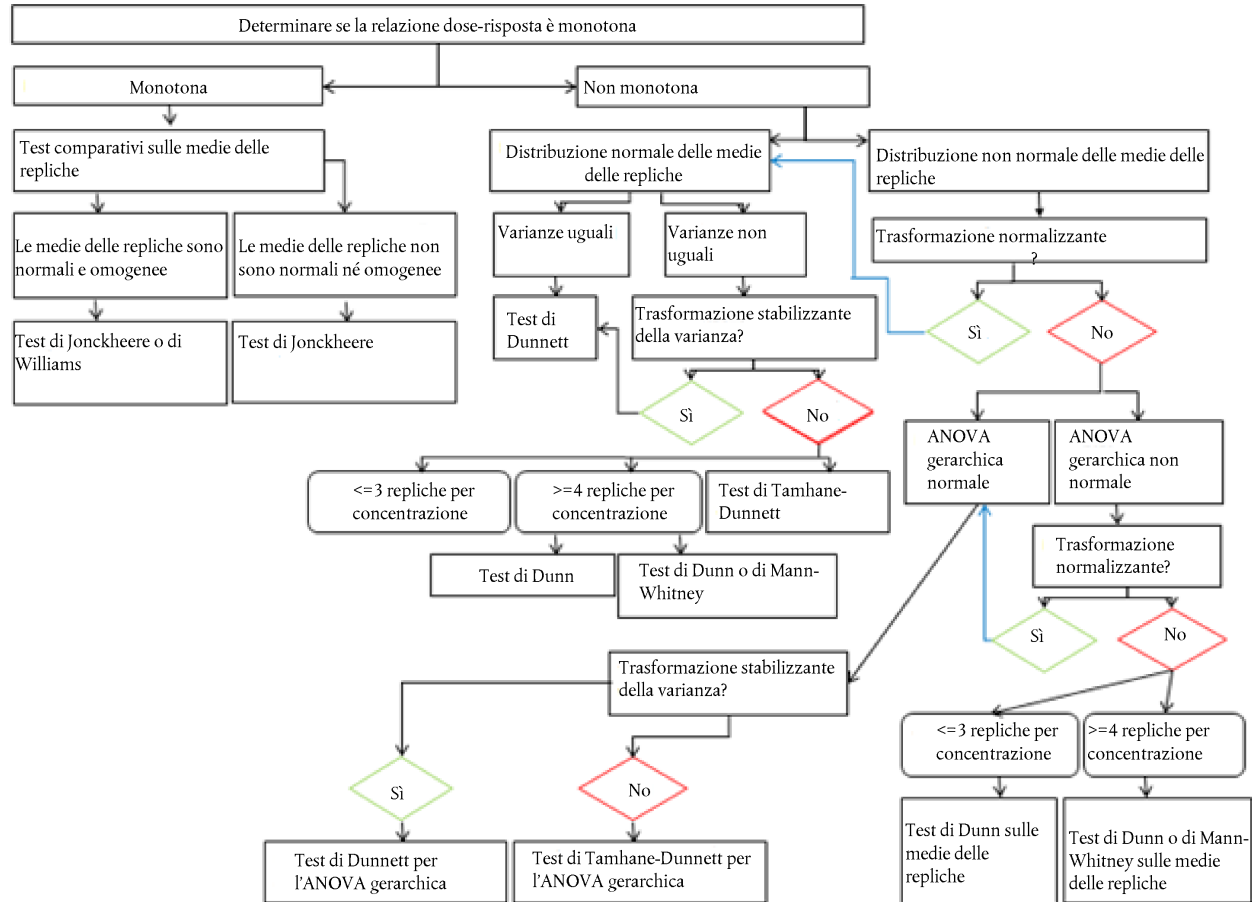 Determinare se la relazione dose-risposta è monotona
Monotona
Non monotona
Test comparativi sulle medie delle
repliche
Distribuzione normale delle medie
delle repliche
Distribuzione non normale delle medie delle
repliche
Le medie delle repliche sono
normali e omogenee
Le medie delle repliche non
sono normali né omogenee
Varianze uguali
Varianze non
uguali
Trasformazione normalizzante
?
Test di Jonckheere o di
Williams
Test di Jonckheere
Test di
Dunnett
Trasformazione stabilizzante
della varianza?
Sì
No
Sì
No
ANOVA
gerarchica
normale
ANOVA
gerarchica non
normale
<=3 repliche per
concentrazione
>=4 repliche per
concentrazione
Test di Tamhane-
Dunnett
Trasformazione
normalizzante?
Test di Dunn
Test di Dunn o di Mann-
Whitney
Sì
No
Trasformazione stabilizzante
della varianza?
<=3 repliche per
concentrazione
>=4 repliche per
concentrazione
Sì
No
Test di Dunn sulle
medie delle
repliche
Test di Dunn o di Mann-
Whitney sulle medie
delle repliche
Test di Dunnett per
l'ANOVA gerarchica
Test di Tamhane-Dunnett per
l'ANOVA gerarchica